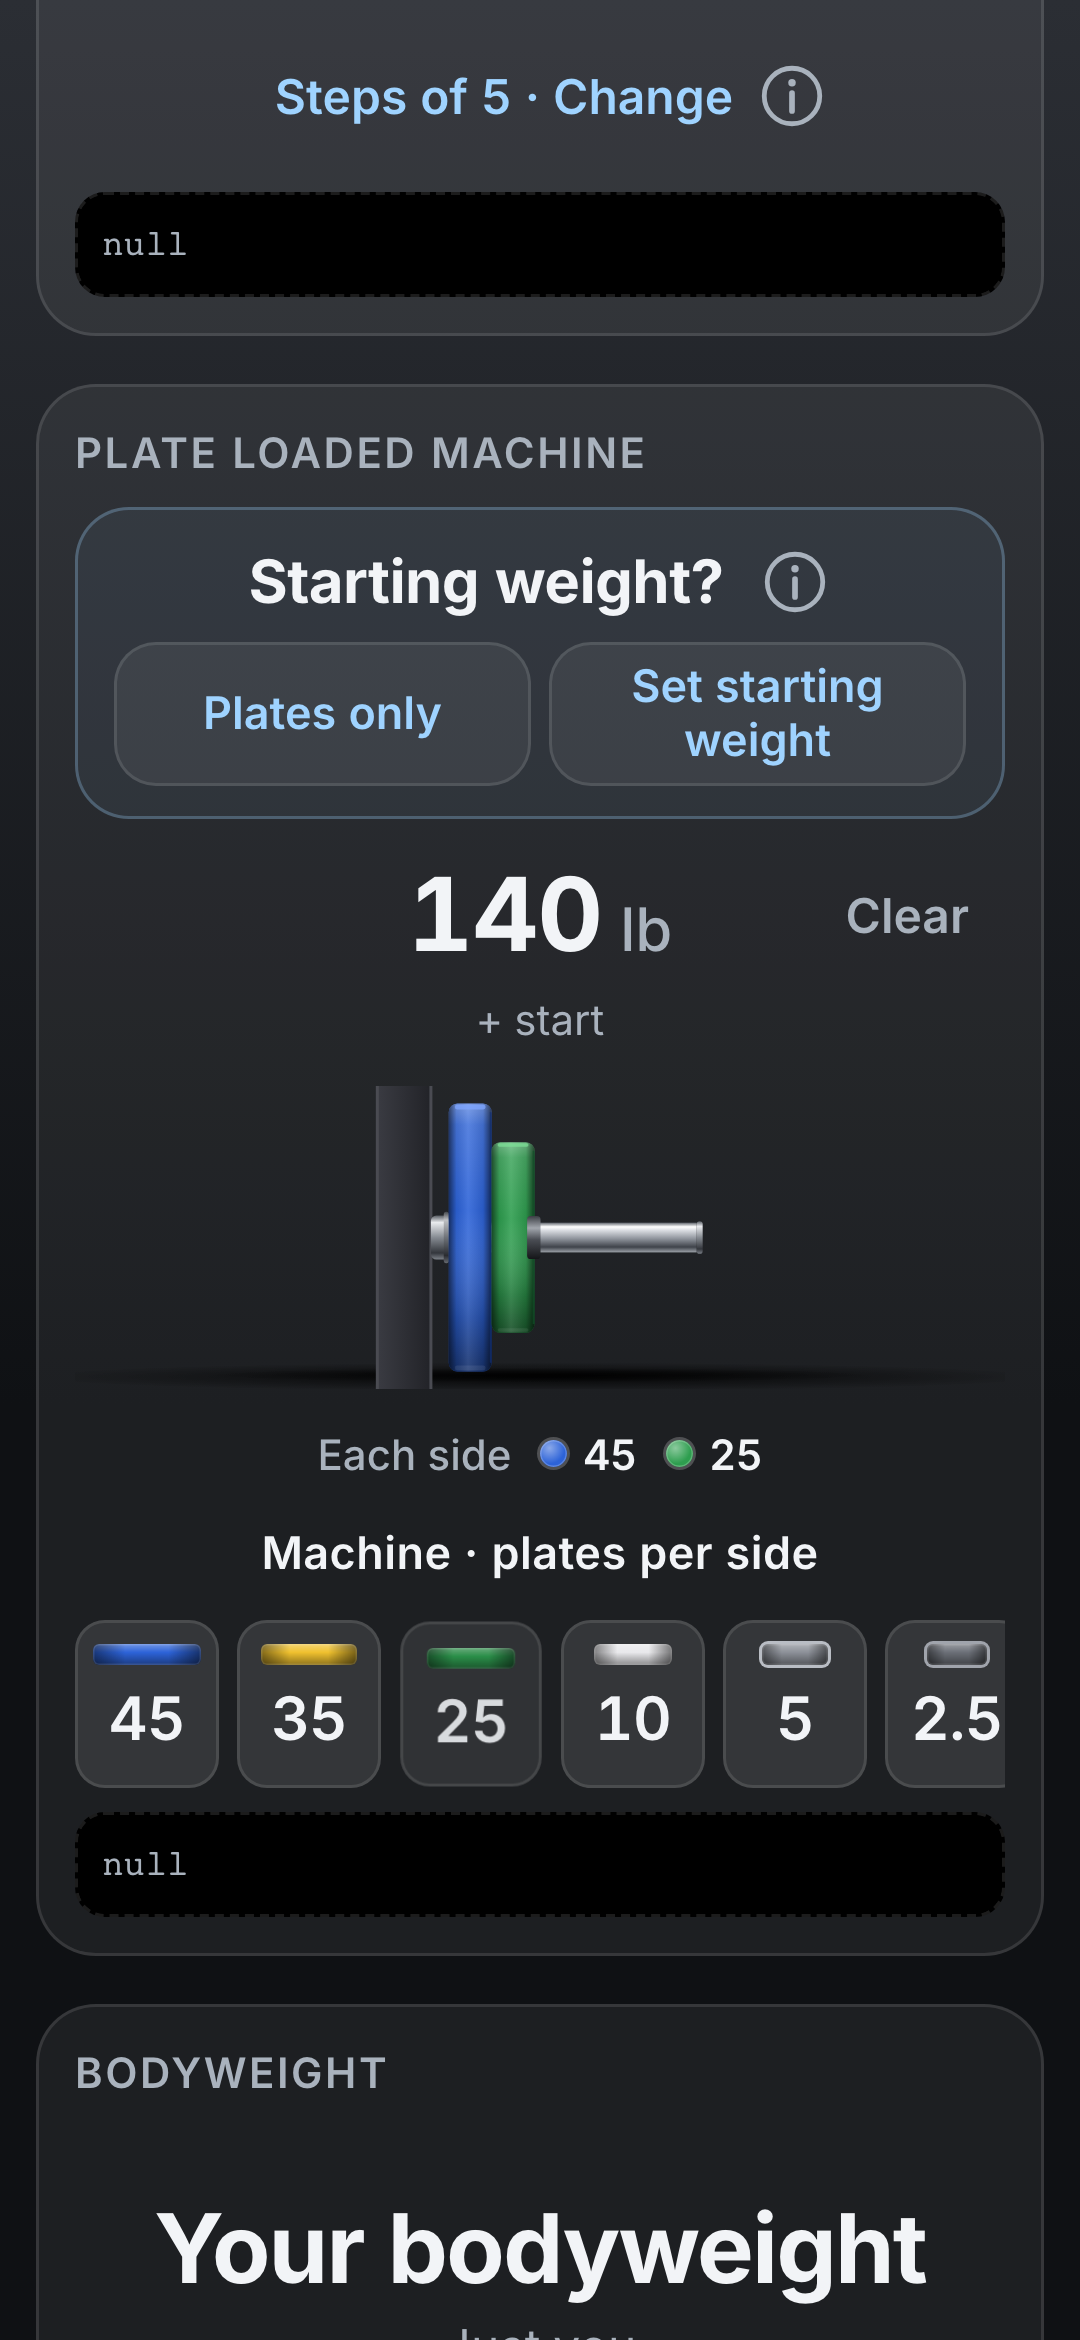 Steps of 5 · Change
null
PLATE LOADED MACHINE
Starting weight?
Plates only
Set starting
weight
140 lb
Clear
+ start
Each side 45 25
Machine · plates per side
45 35 25 10 5 2.5
null
BODYWEIGHT
Your bodyweight
Just you